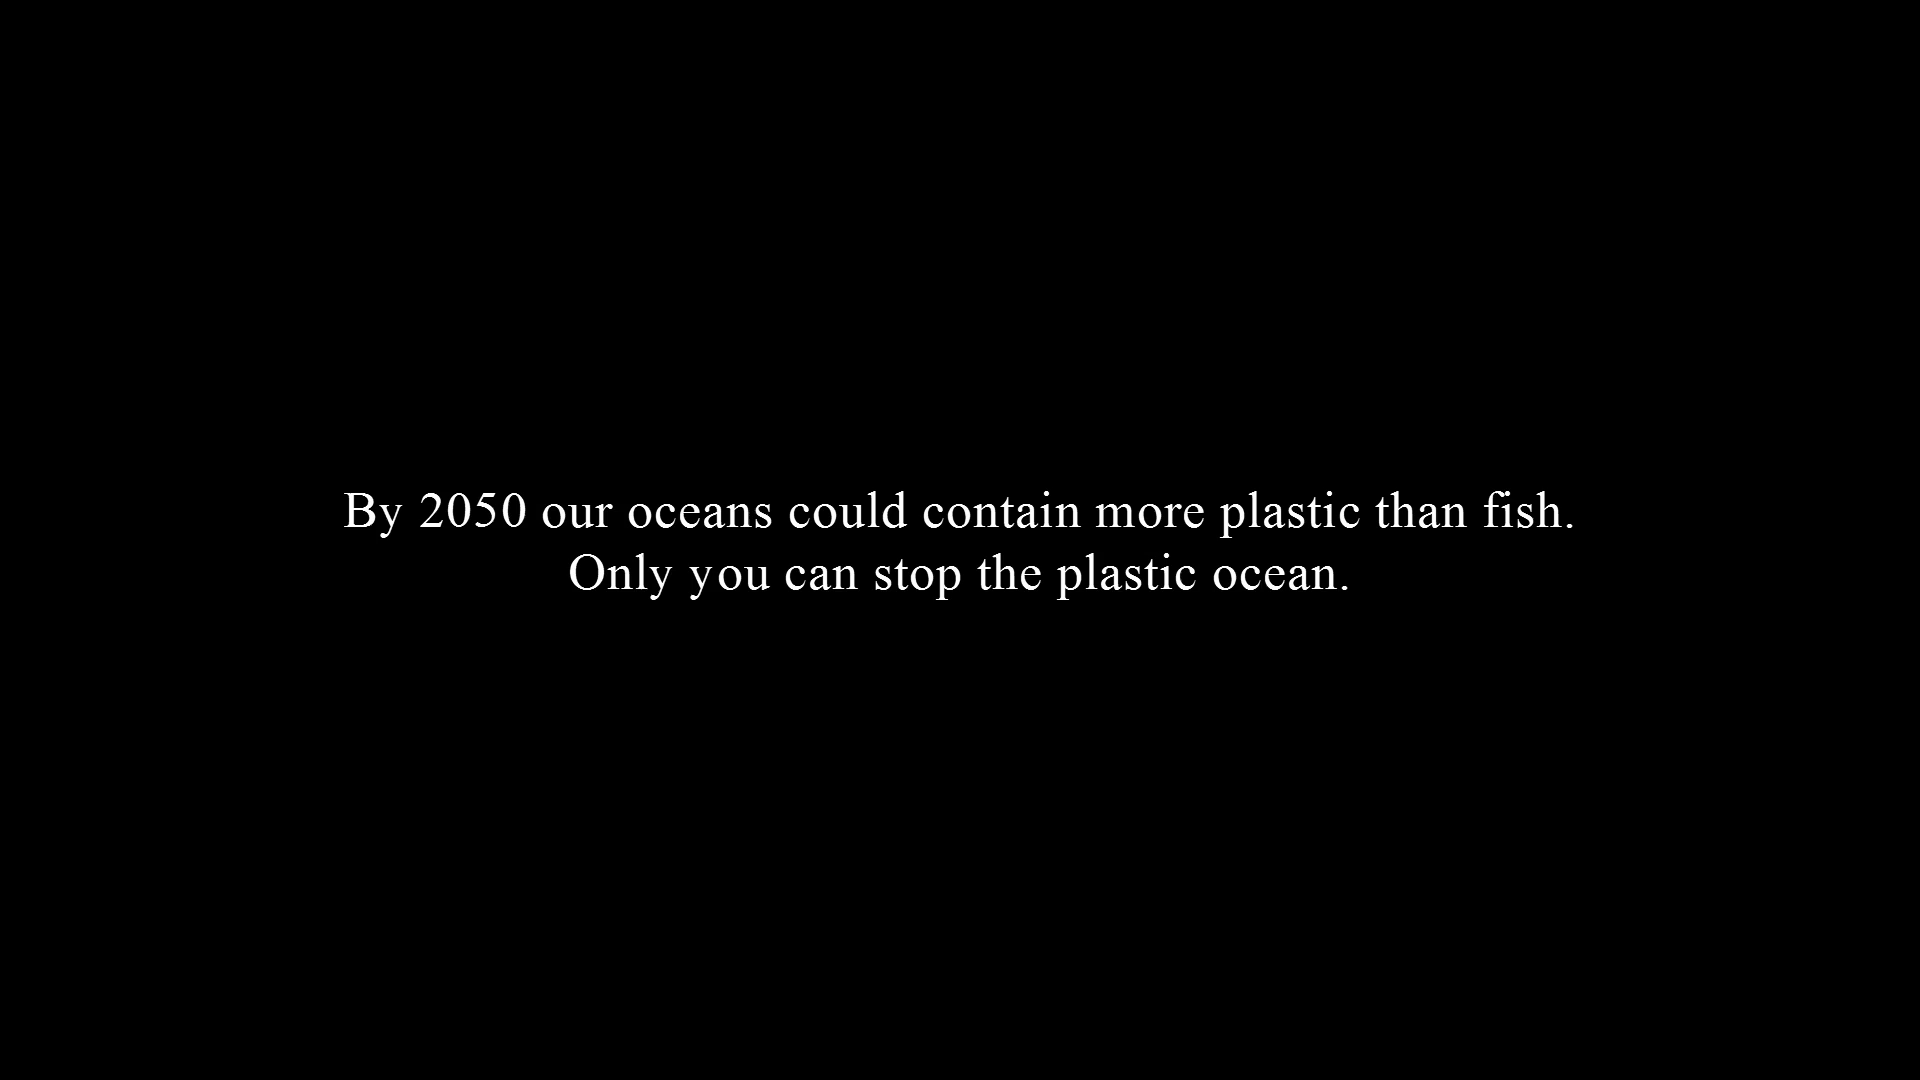 By 2050 our oceans could contain more plastic than fish.
Only you can stop the plastic ocean.